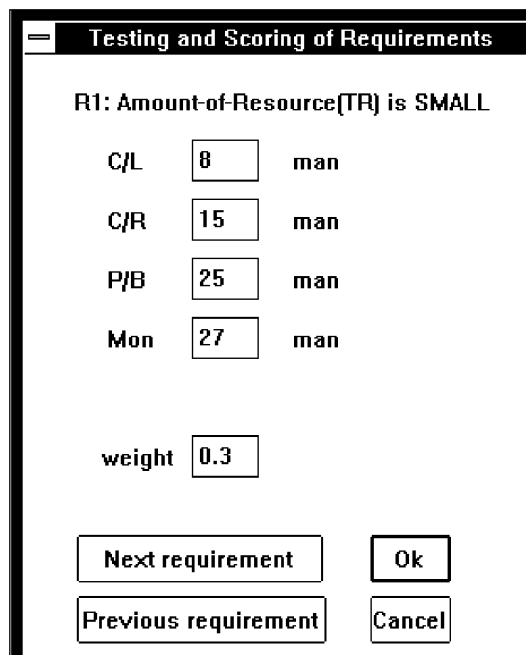 Testing and Scoring of Requirements
R1: Amount-of-Resource(TR) is SMALL
C/L 8 man
C/R 15 man
P/B 25 man
Mon 27 man
weight 0.3
Next requirement Ok
Previous requirement Cancel